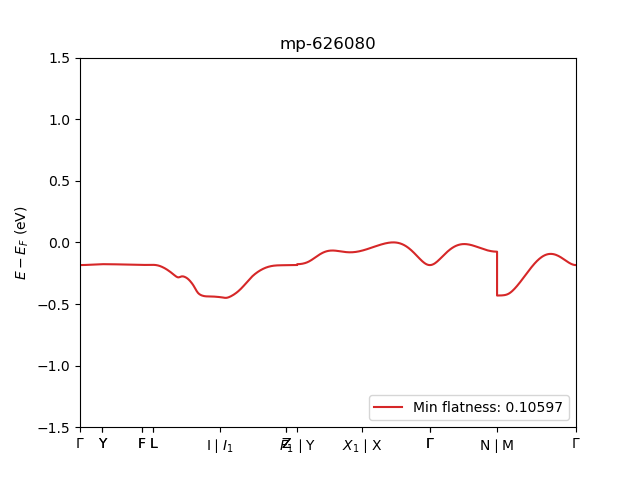 mp-626080
1.5
1.0
0.5
0.0
−0.5
−1.0
−1.5
E − E_F (eV)
Min flatness: 0.10597
Γ Y F L I | I₁ Z F₁ | Y X₁ | X Γ N | M Γ